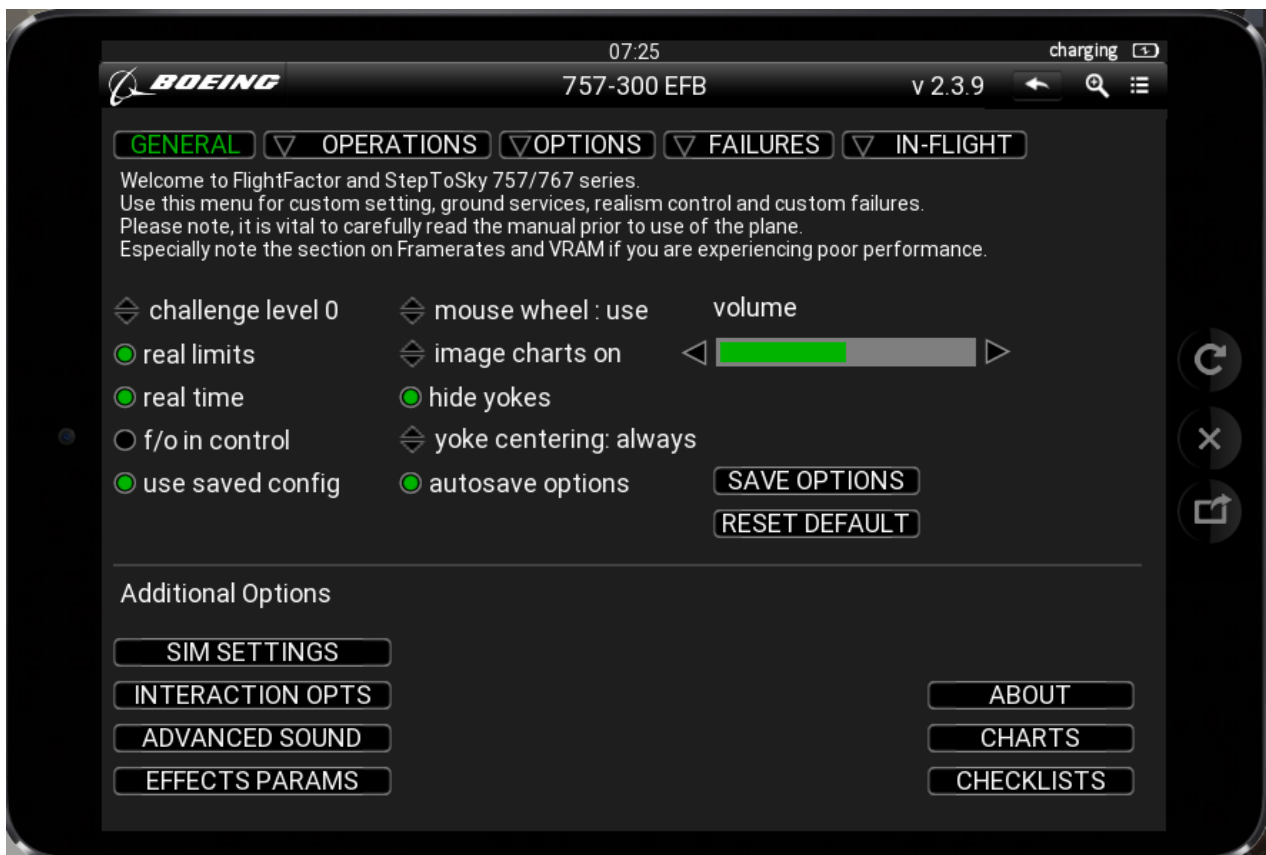 07:25 charging
BOEING 757-300 EFB v 2.3.9
GENERAL OPERATIONS OPTIONS FAILURES IN-FLIGHT
Welcome to FlightFactor and StepToSky 757/767 series.
Use this menu for custom setting, ground services, realism control and custom failures.
Please note, it is vital to carefully read the manual prior to use of the plane.
Especially note the section on Framerates and VRAM if you are experiencing poor performance.
challenge level 0 mouse wheel : use volume
real limits image charts on
real time hide yokes
f/o in control yoke centering: always
use saved config autosave options SAVE OPTIONS
RESET DEFAULT
Additional Options
SIM SETTINGS
INTERACTION OPTS ABOUT
ADVANCED SOUND CHARTS
EFFECTS PARAMS CHECKLISTS